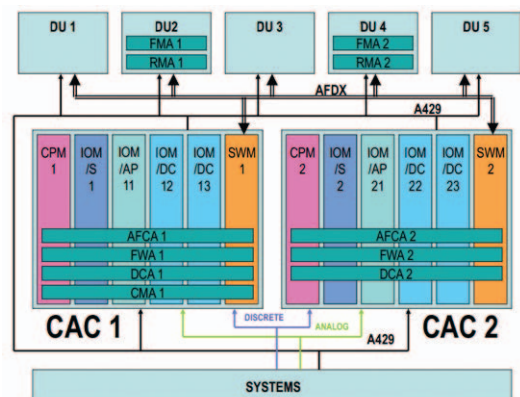 DU 1
DU2
DU 3
DU 4
DU 5
FMA 1
FMA 2
RMA 1
RMA 2
AFDX
A429
CPM
1
IOM
/S
1
IOM
/AP
11
IOM
/DC
12
IOM
/DC
13
SWM
1
CPM
2
IOM
/S
2
IOM
/AP
21
IOM
/DC
22
IOM
/DC
23
SWM
2
AFCA 1
FWA 1
DCA 1
CMA 1
AFCA 2
FWA 2
DCA 2
CAC 1
CAC 2
DISCRETE
ANALOG
A429
SYSTEMS